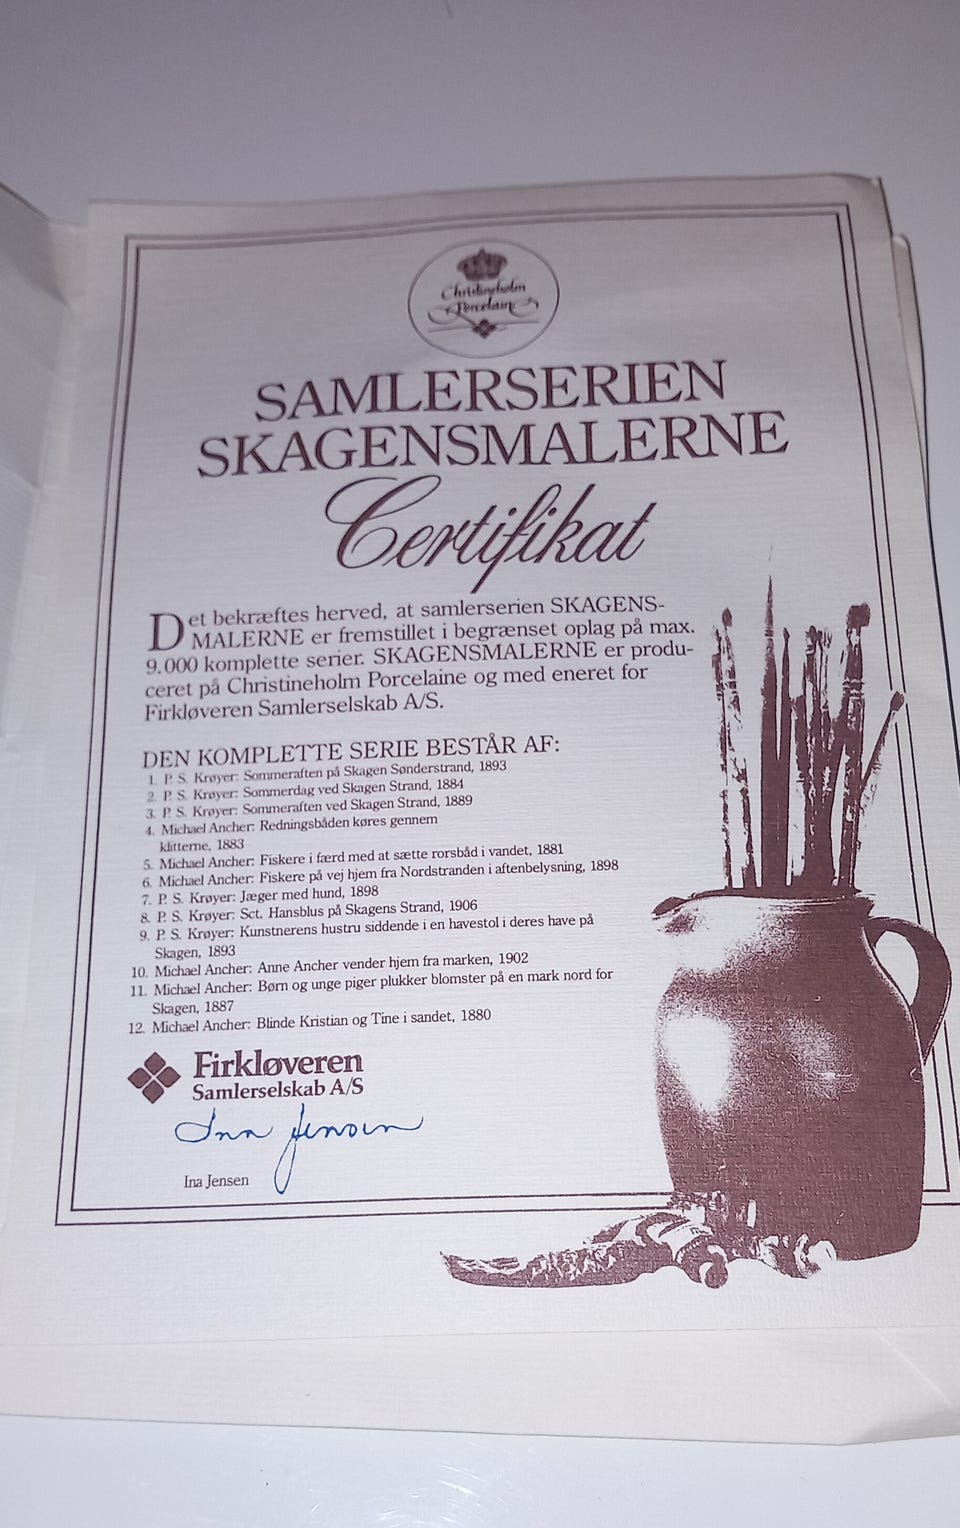 Christineholm
Porcelaine
SAMLERSERIEN
SKAGENSMALERNE
Certifikat
Det bekræftes herved, at samlerserien SKAGENS-
MALERNE er fremstillet i begrænset oplag på max.
9.000 komplette serier. SKAGENSMALERNE er produ-
ceret på Christineholm Porcelaine og med eneret for
Firkløveren Samlerselskab A/S.
DEN KOMPLETTE SERIE BESTÅR AF:
1. P. S. Krøyer: Sommeraften på Skagen Sønderstrand, 1893
2. P. S. Krøyer: Sommerdag ved Skagen Strand, 1884
3. P. S. Krøyer: Sommeraften ved Skagen Strand, 1889
4. Michael Ancher: Redningsbåden køres gennem
klitterne, 1883
5. Michael Ancher: Fiskere i færd med at sætte rorsbåd i vandet, 1881
6. Michael Ancher: Fiskere på vej hjem fra Nordstranden i aftenbelysning, 1898
7. P. S. Krøyer: Jæger med hund, 1898
8. P. S. Krøyer: Sct. Hansblus på Skagens Strand, 1906
9. P. S. Krøyer: Kunstnerens hustru siddende i en havestol i deres have på
Skagen, 1893
10. Michael Ancher: Anne Ancher vender hjem fra marken, 1902
11. Michael Ancher: Børn og unge piger plukker blomster på en mark nord for
Skagen, 1887
12. Michael Ancher: Blinde Kristian og Tine i sandet, 1880
Firkløveren
Samlerselskab A/S
Ina Jensen
Ina Jensen